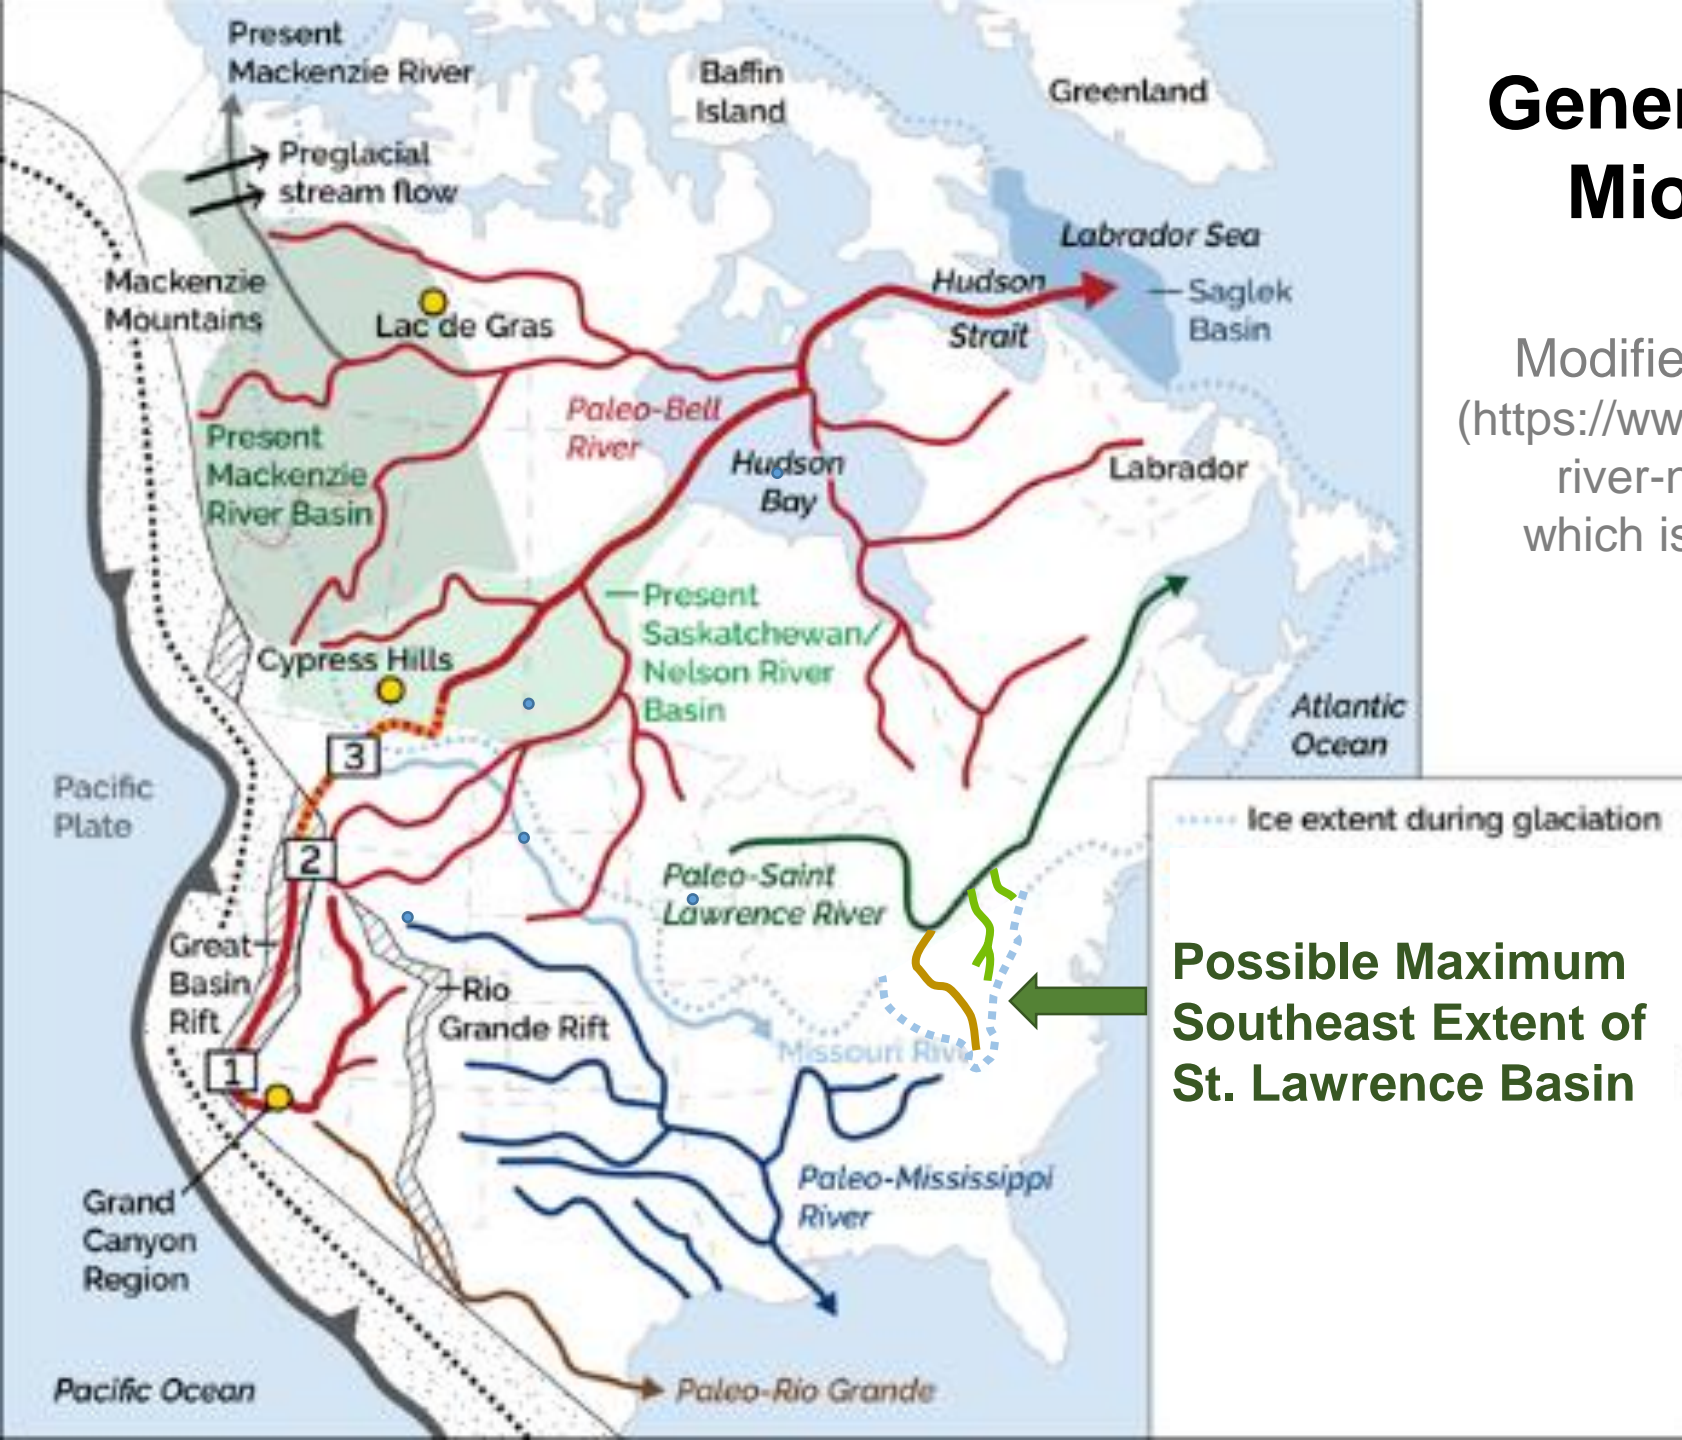 Present
Mackenzie River
Baffin
Island
Greenland
Preglacial
stream flow
Mackenzie
Mountains
Lac de Gras
Labrador Sea
Hudson
Strait
Saglek
Basin
Present
Mackenzie
River Basin
Paleo-Bell
River
Hudson
Bay
Labrador
Present
Saskatchewan/
Nelson River
Basin
Cypress Hills
3
Atlantic
Ocean
Pacific
Plate
2
Paleo-Saint
Lawrence River
Great
Basin
Rift
Rio
Grande Rift
Missouri
1
Paleo-Mississippi
River
Grand
Canyon
Region
Pacific Ocean
Paleo-Rio Grande
Ice extent during glaciation
Possible Maximum
Southeast Extent of
St. Lawrence Basin
(https://ww
which